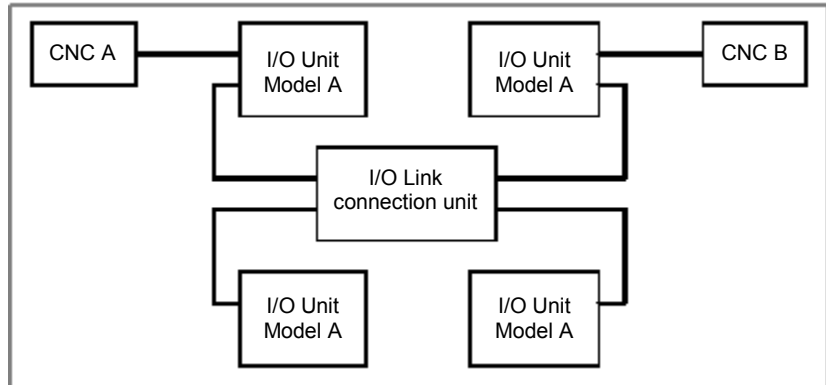 CNC A
I/O Unit
Model A
I/O Unit
Model A
CNC B
I/O Link
connection unit
I/O Unit
Model A
I/O Unit
Model A